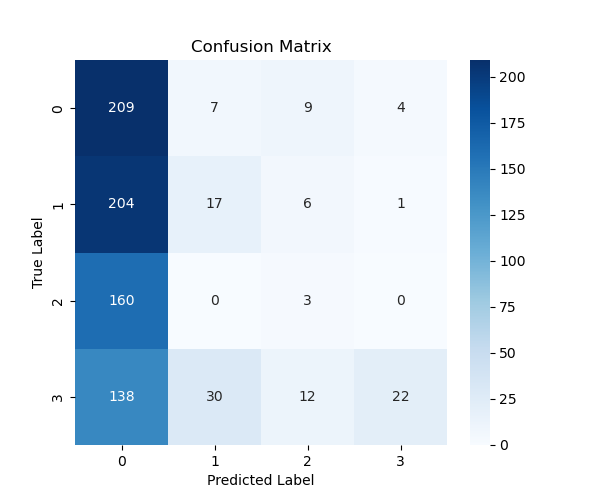 Confusion Matrix
True Label
0 209 7 9 4
1 204 17 6 1
2 160 0 3 0
3 138 30 12 22
0 1 2 3
Predicted Label
200
175
150
125
100
75
50
25
0